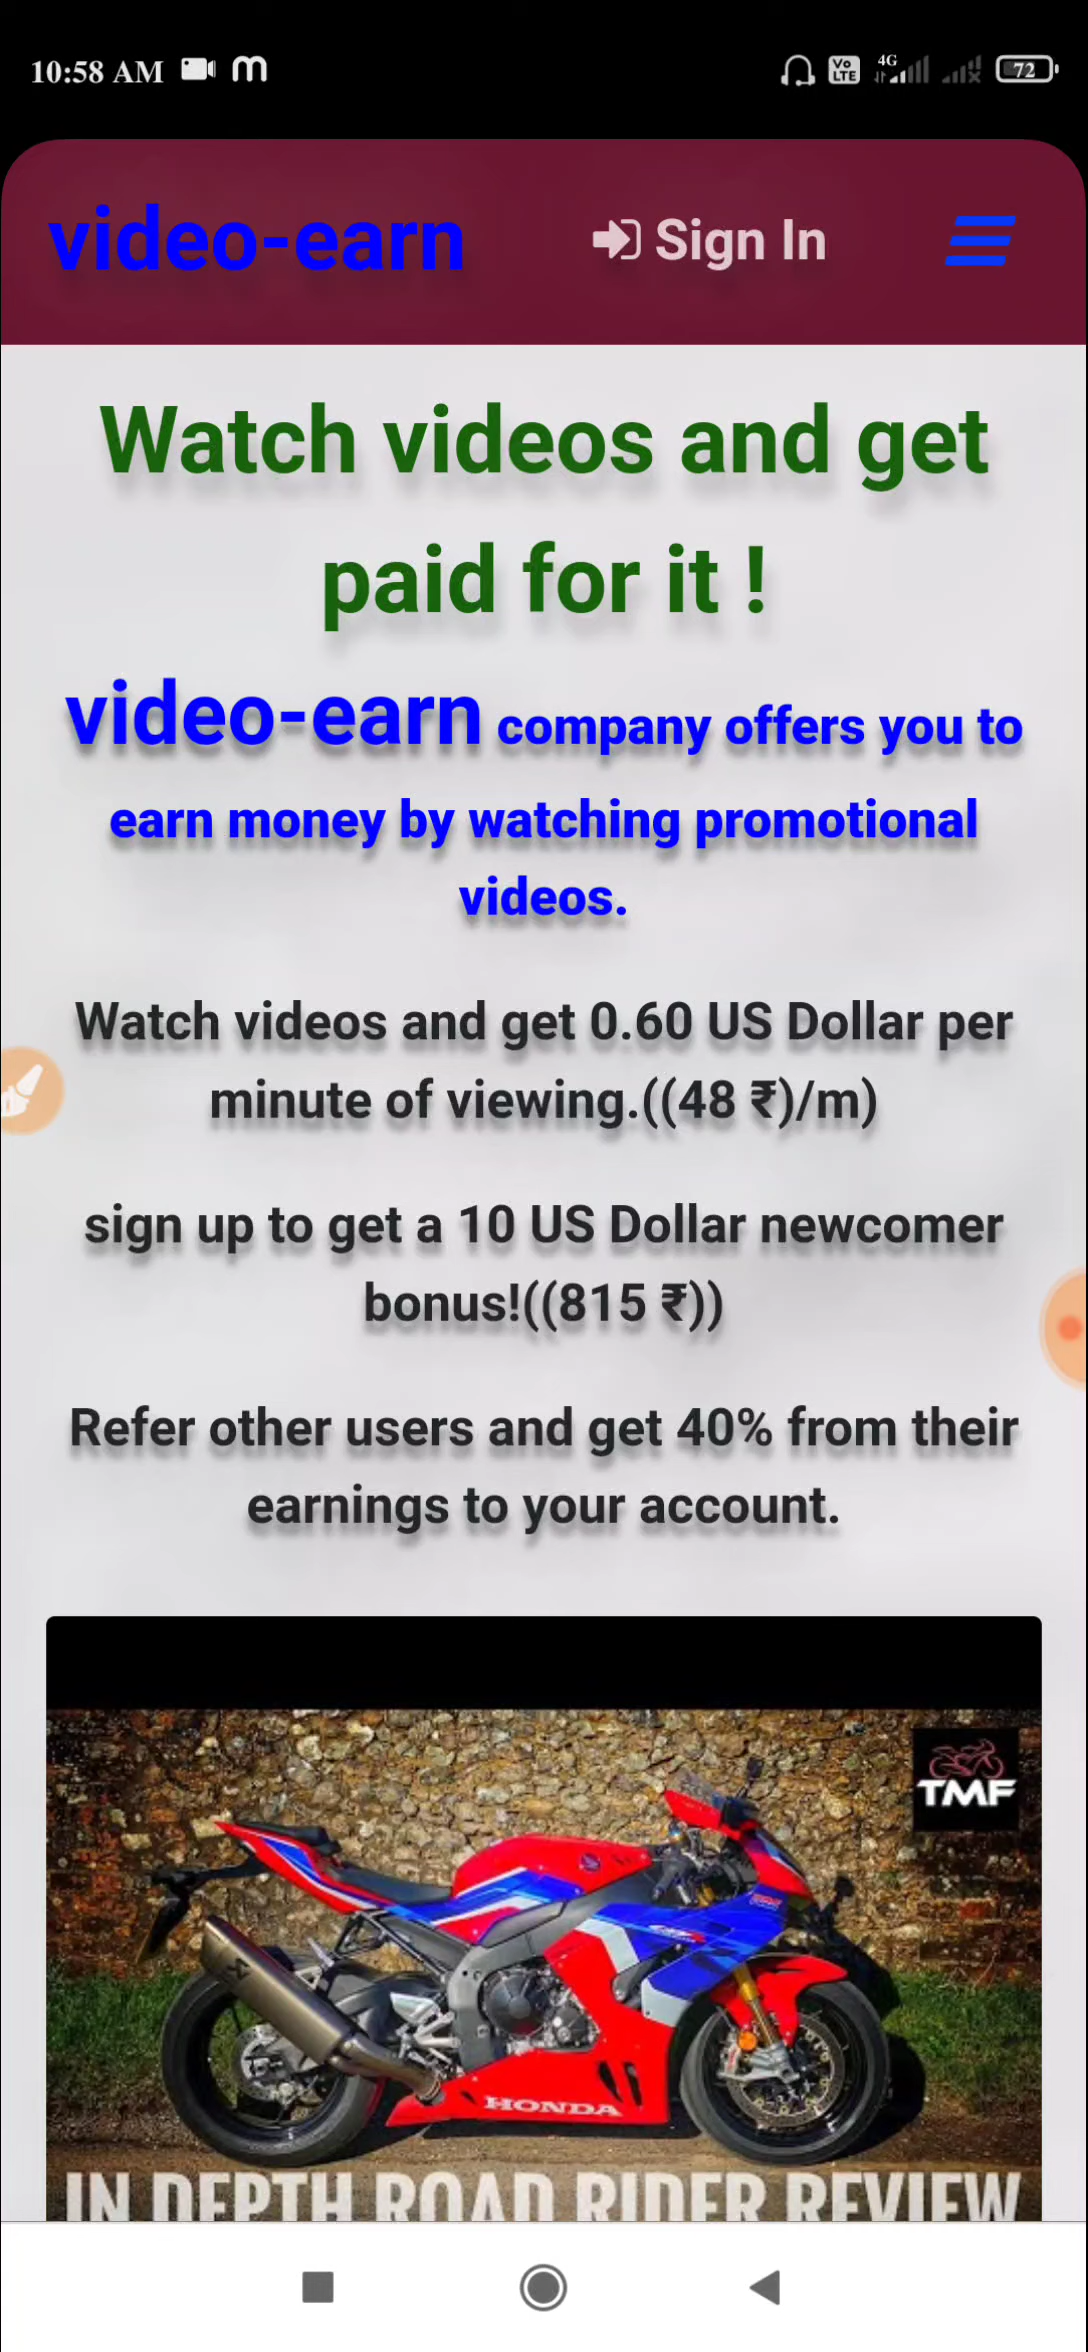 10:58 AM
Vo LTE
4G
72
video-earn
Sign In
Watch videos and get
paid for it !
video-earn company offers you to
earn money by watching promotional
videos.
Watch videos and get 0.60 US Dollar per
minute of viewing.((48 ₹)/m)
sign up to get a 10 US Dollar newcomer
bonus!((815 ₹))
Refer other users and get 40% from their
earnings to your account.
TMF
HONDA
IN DEPTH ROAD RIDER REVIEW